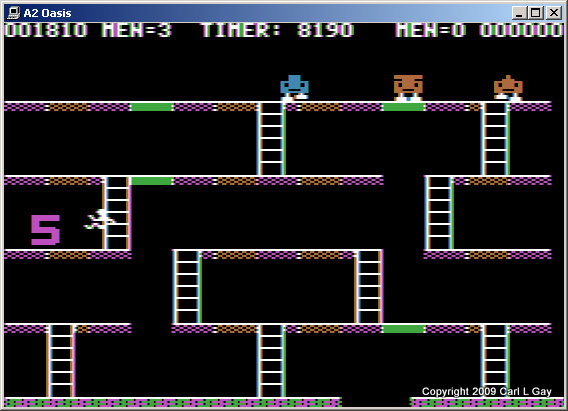 A2 Oasis
001810 MEN=3 TIMER: 8190 MEN=0 000000
5
Copyright 2009 Carl L Gay